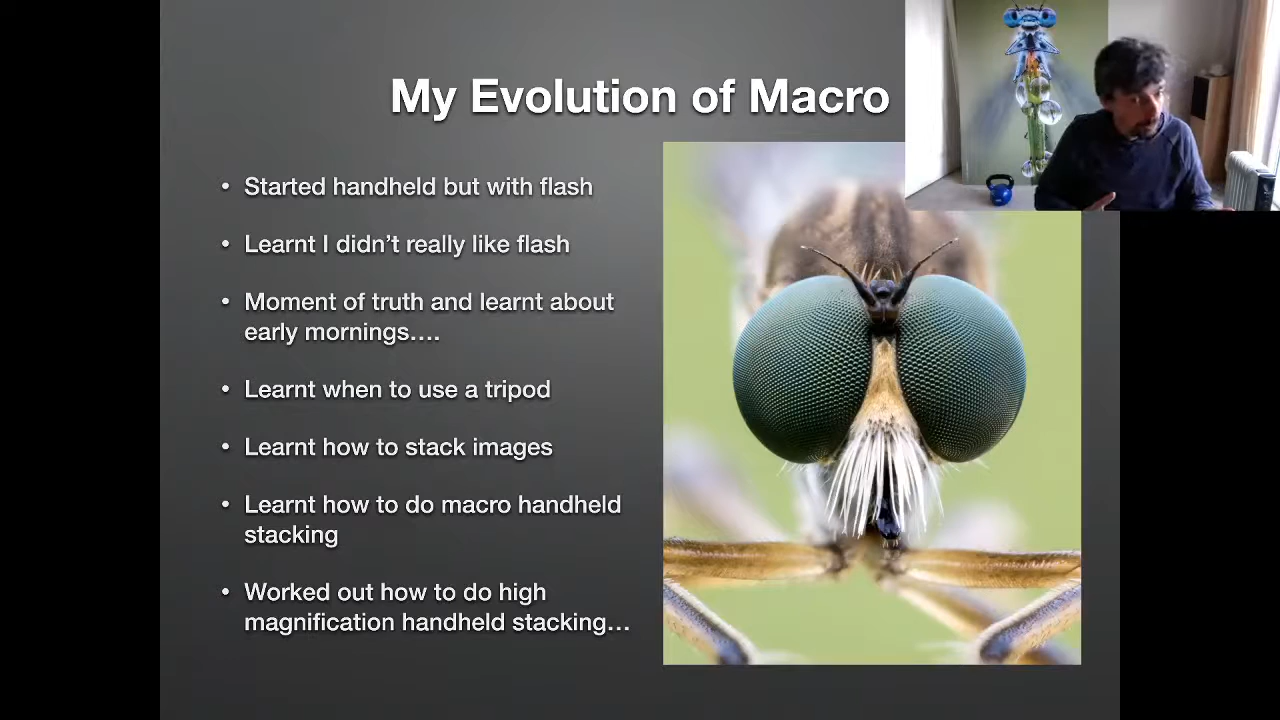 My Evolution of Macro
• Started handheld but with flash
• Learnt I didn’t really like flash
• Moment of truth and learnt about
early mornings….
• Learnt when to use a tripod
• Learnt how to stack images
• Learnt how to do macro handheld
stacking
• Worked out how to do high
magnification handheld stacking…